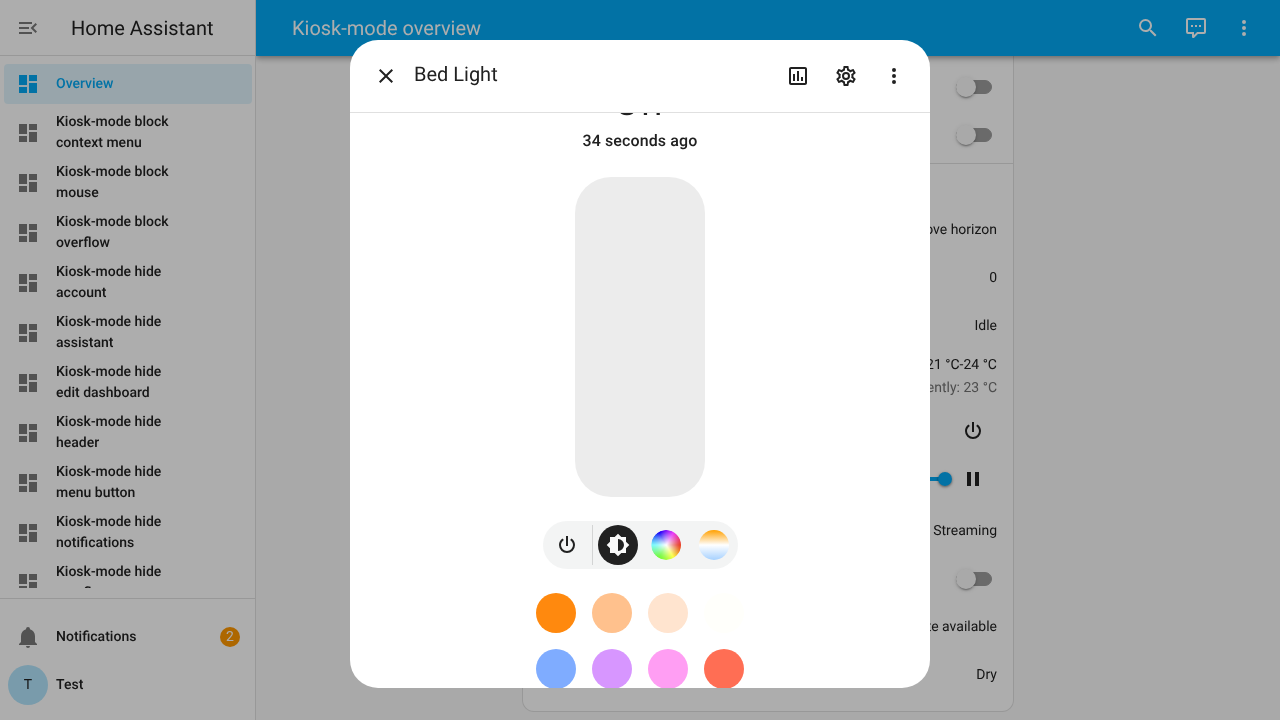 Home Assistant
Kiosk-mode overview
Overview
Kiosk-mode block
context menu
Kiosk-mode block
mouse
Kiosk-mode block
overflow
Kiosk-mode hide
account
Kiosk-mode hide
assistant
Kiosk-mode hide
edit dashboard
Kiosk-mode hide
header
Kiosk-mode hide
menu button
Kiosk-mode hide
notifications
Kiosk-mode hide
Notifications
2
T
Test
Bed Light
34 seconds ago
horizon
0
Idle
21 °C-24 °C
23 °C
Streaming
available
Dry